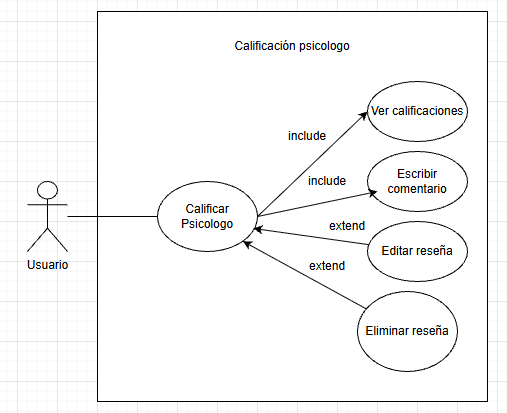 Calificación psicologo
Ver calificaciones
include
Escribir
comentario
include
Calificar
Psicologo
extend
Editar reseña
Usuario
extend
Eliminar reseña